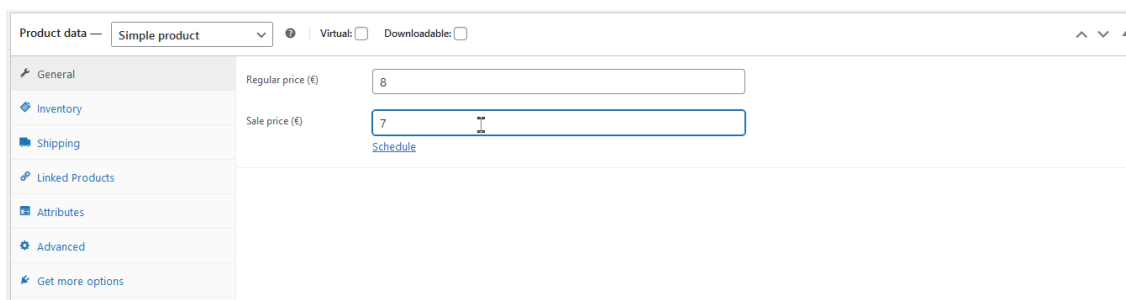 Product data — Simple product Virtual: Downloadable:
General
Regular price (€) 8
Inventory
Sale price (€) 7
Shipping
Schedule
Linked Products
Attributes
Advanced
Get more options